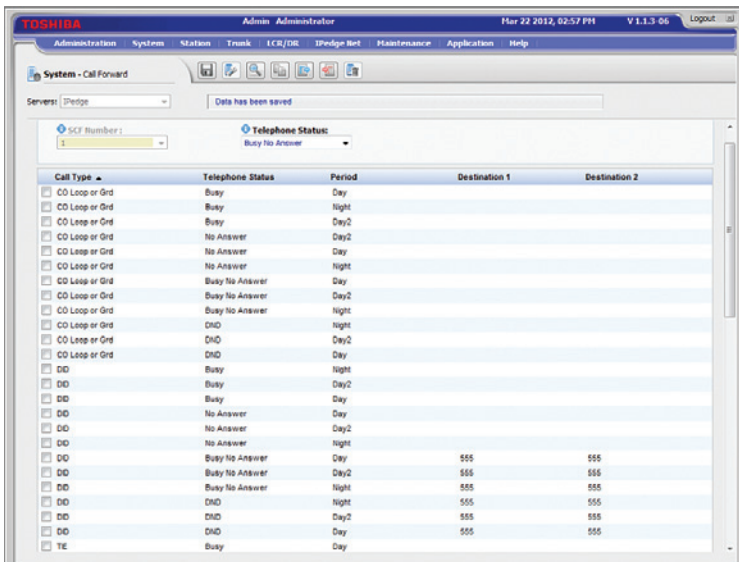 TOSHIBA Admin Administrator Mar 22 2012, 02:57 PM V 1.1.3-06 Logout
Administration System Station Trunk LCR/DR IPedge Net Maintenance Application Help
System - Call Forward
Servers: IPedge Data has been saved
SCF Number: Telephone Status:
1 Busy No Answer
Call Type Telephone Status Period Destination 1 Destination 2
CO Loop or Grd Busy Day
CO Loop or Grd Busy Night
CO Loop or Grd Busy Day2
CO Loop or Grd No Answer Day2
CO Loop or Grd No Answer Day
CO Loop or Grd No Answer Night
CO Loop or Grd Busy No Answer Day
CO Loop or Grd Busy No Answer Day2
CO Loop or Grd Busy No Answer Night
CO Loop or Grd DND Night
CO Loop or Grd DND Day2
CO Loop or Grd DND Day
DID Busy Night
DID Busy Day2
DID Busy Day
DID No Answer Day
DID No Answer Day2
DID No Answer Night
DID Busy No Answer Day 555 555
DID Busy No Answer Day2 555 555
DID Busy No Answer Night 555 555
DID DND Night 555 555
DID DND Day2 555 555
DID DND Day 555 555
TIE Busy Day